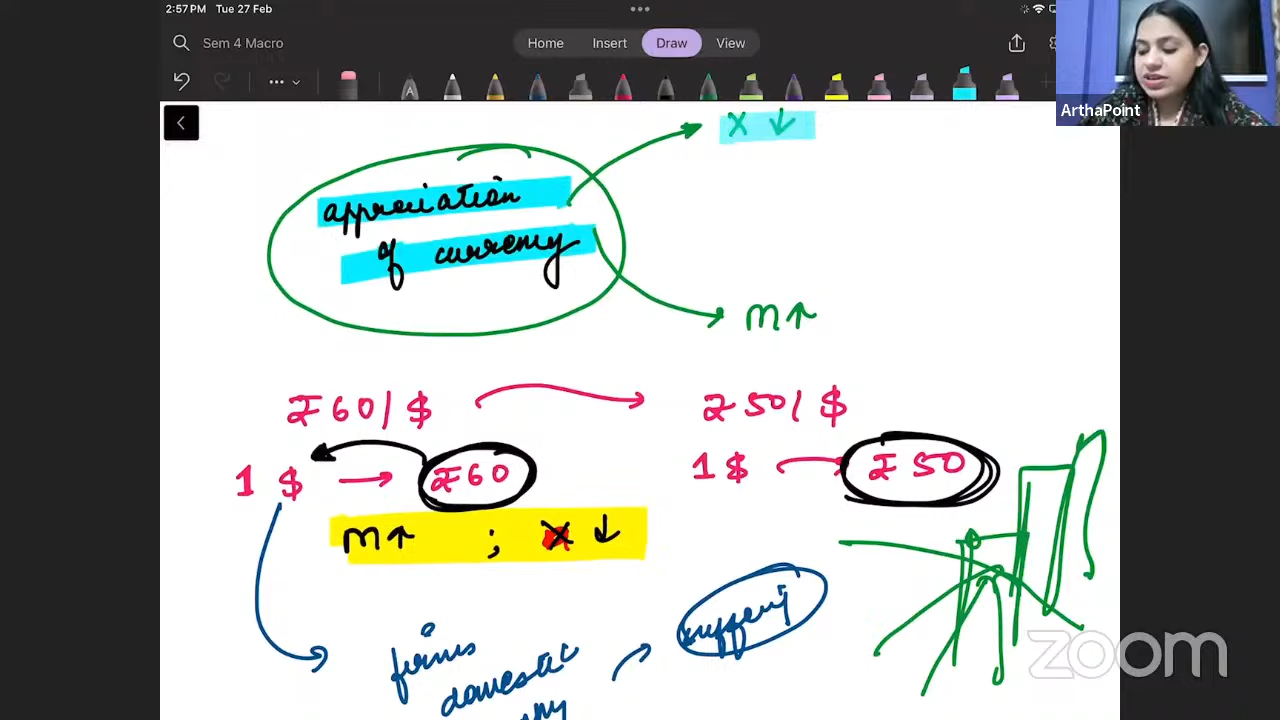 2:57 PM Tue 27 Feb
Sem 4 Macro
Home Insert Draw View
ArthaPoint
X ↓
appreciation
of currency
m↑
₹60/$ → ₹50/$
1 $ → ₹60
1 $ → ₹50
m↑ ; X ↓
firms
domestic
zoom